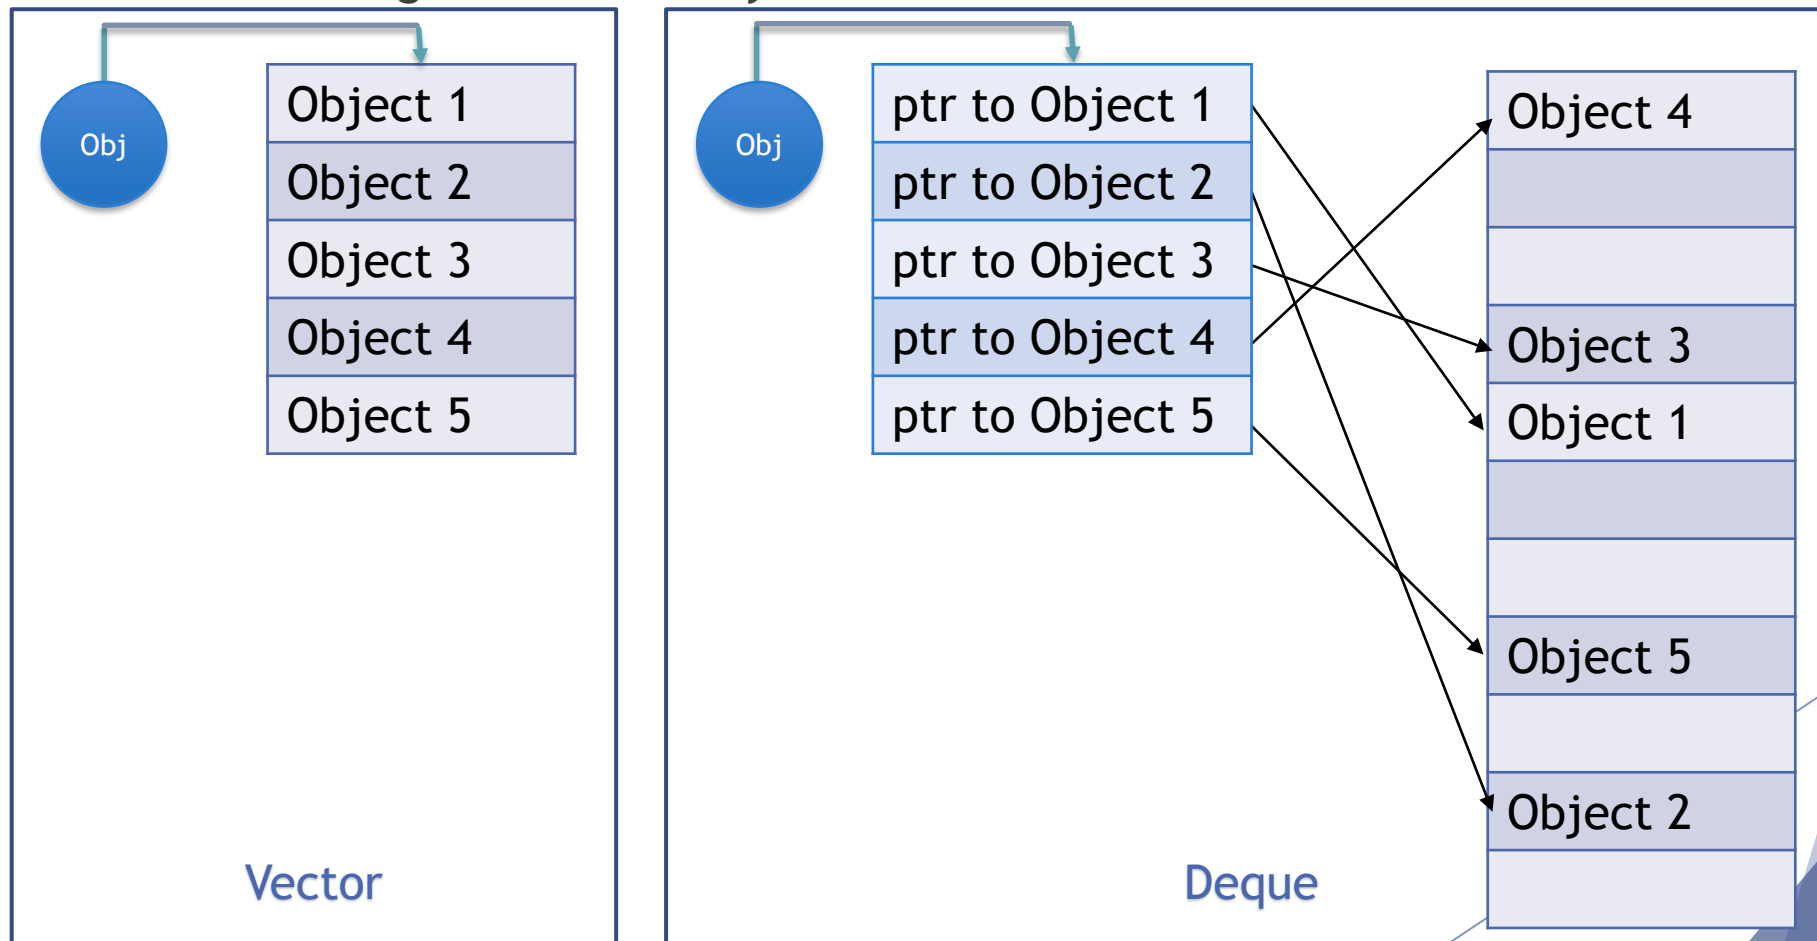 Obj
Object 1
Object 2
Object 3
Object 4
Object 5
Vector
Obj
ptr to Object 1
ptr to Object 2
ptr to Object 3
ptr to Object 4
ptr to Object 5
Object 4
Object 3
Object 1
Object 5
Object 2
Deque